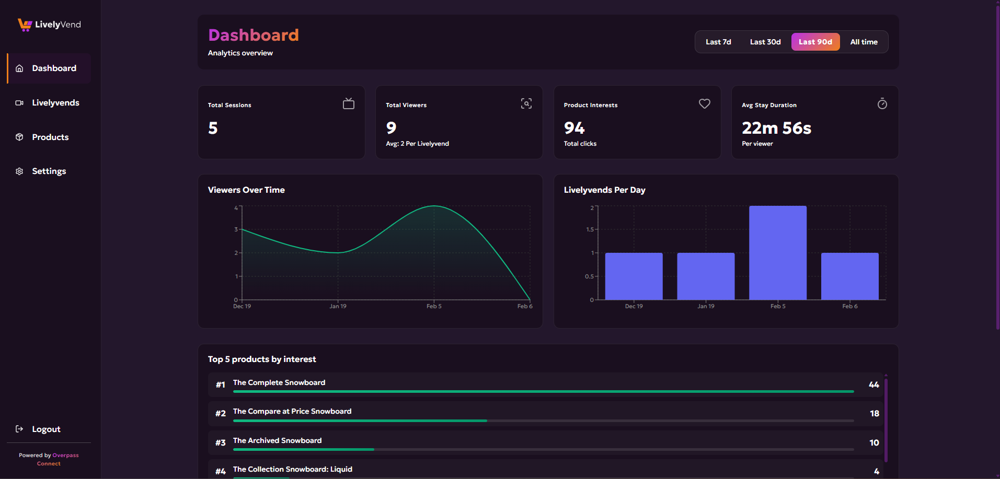 LivelyVend
Dashboard
Livelyvends
Products
Settings
Logout
Powered by Overpass
Connect
Dashboard
Analytics overview
Last 7d
Last 30d
Last 90d
All time
Total Sessions
5
Total Viewers
9
Avg: 2 Per Livelyvend
Product Interests
94
Total clicks
Avg Stay Duration
22m 56s
Per viewer
Viewers Over Time
4
3
2
1
0
Dec 19
Jan 19
Feb 5
Feb 6
Livelyvends Per Day
2
1.5
1
0.5
0
Dec 19
Jan 19
Feb 5
Feb 6
Top 5 products by interest
#1 The Complete Snowboard 44
#2 The Compare at Price Snowboard 18
#3 The Archived Snowboard 10
#4 The Collection Snowboard: Liquid 4